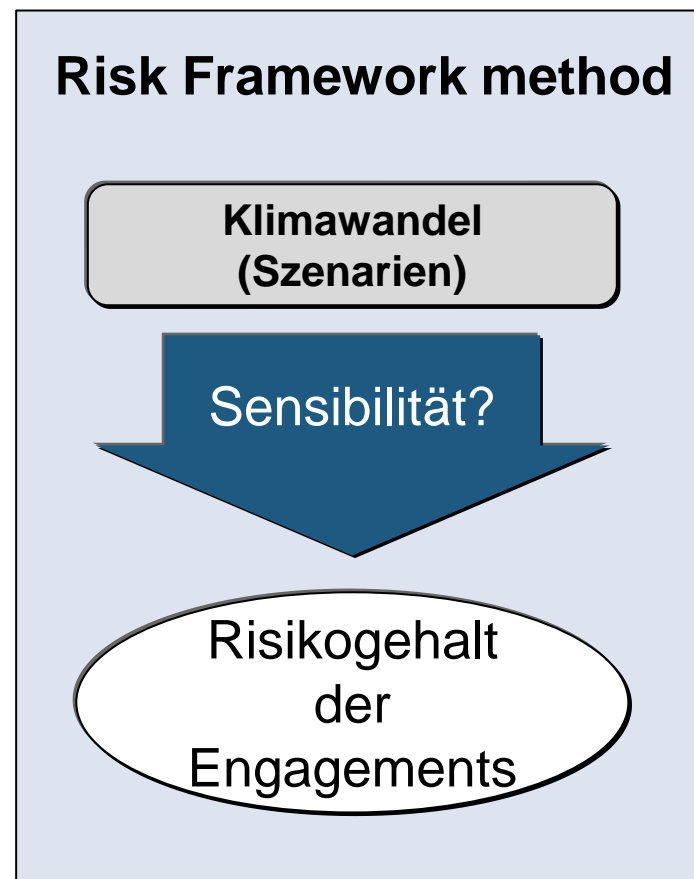 Risk Framework method
Klimawandel
(Szenarien)
Sensibilität?
Risikogehalt
der
Engagements